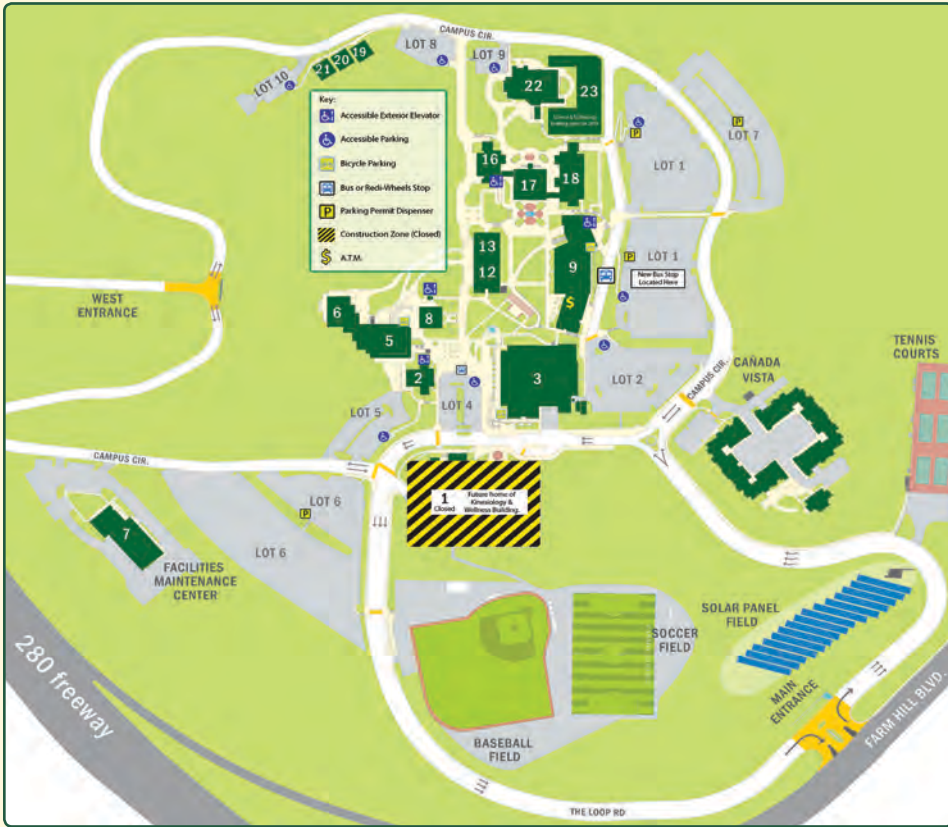 CAMPUS CIR.
LOT 8
LOT 9
19
20
21
LOT 10
22
23
Key:
Accessible Exterior Elevator
Accessible Parking
Bicycle Parking
Bus or Redi-Wheels Stop
P
Parking Permit Dispenser
Construction Zone (Closed)
$
A.T.M.
P
LOT 7
P
LOT 1
16
17
18
13
12
9
$
P
LOT 1
New Bus Stop
Located Here
WEST
ENTRANCE
6
5
8
2
3
LOT 2
LOT 4
LOT 5
CAMPUS CIR.
CAÑADA
VISTA
TENNIS
COURTS
CAMPUS CIR.
1
Closed
Future home of
Kinesiology &
Wellness Building.
LOT 6
P
LOT 6
7
FACILITIES
MAINTENANCE
CENTER
SOLAR PANEL
FIELD
SOCCER
FIELD
BASEBALL
FIELD
MAIN
ENTRANCE
280 freeway
FARM HILL BLVD.
THE LOOP RD